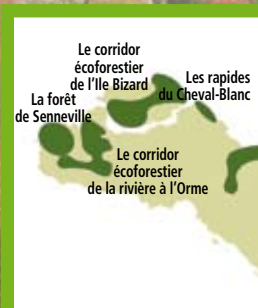 Le corridor
écoforestier
de l'Ile Bizard
Les rapides
du Cheval-Blanc
La forêt
de Senneville
Le corridor
écoforestier
de la rivière à l'Orme